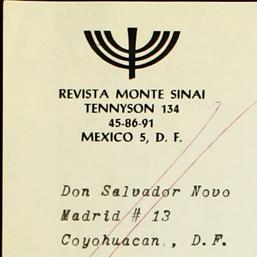 REVISTA MONTE SINAI
TENNYSON 134
45-86-91
MEXICO 5, D. F.
Don Salvador Novo
Madrid # 13
Coyohuacan., D.F.